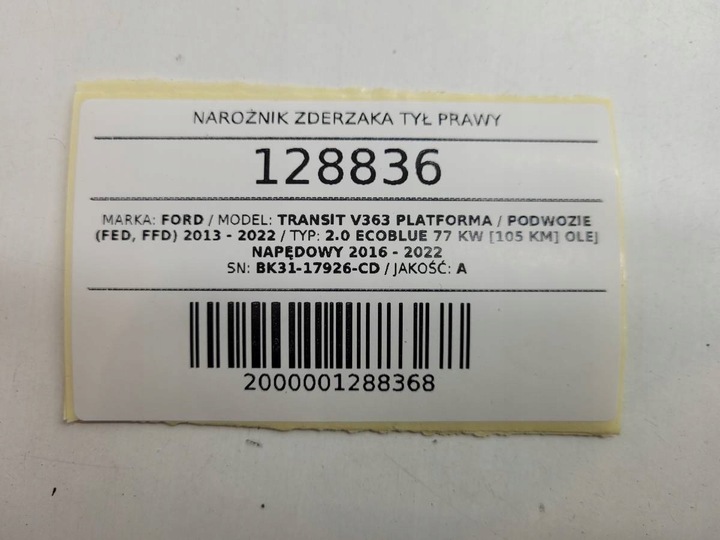 NAROŻNIK ZDERZAKA TYŁ PRAWY
128836
MARKA: FORD / MODEL: TRANSIT V363 PLATFORMA / PODWOZIE
(FED, FFD) 2013 - 2022 / TYP: 2.0 ECOBLUE 77 KW [105 KM] OLEJ
NAPĘDOWY 2016 - 2022
SN: BK31-17926-CD / JAKOŚĆ: A
2000001288368